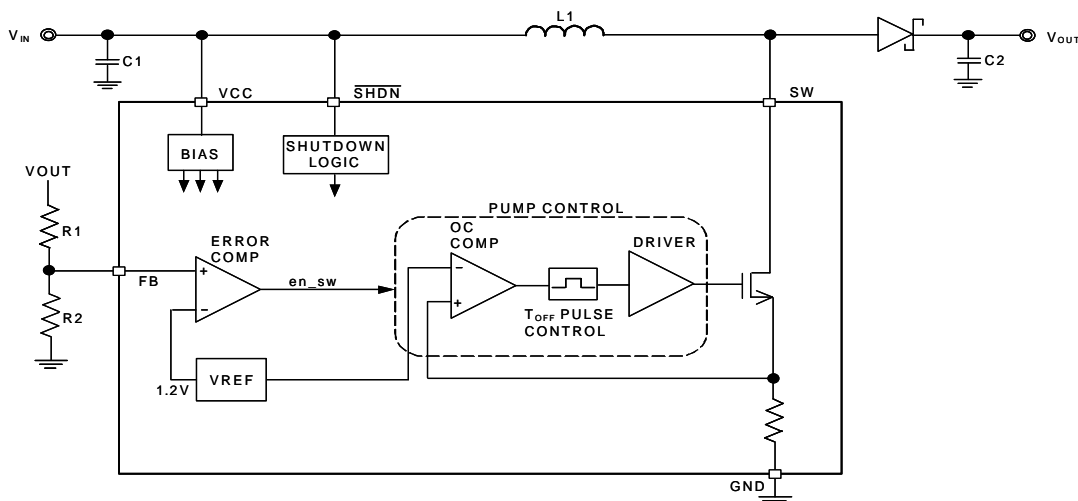 L1
VIN
VOUT
C1
C2
VCC
SHDN
SW
BIAS
SHUTDOWN
LOGIC
VOUT
R1
R2
FB
ERROR
COMP
+
−
en_sw
PUMP CONTROL
OC
COMP
−
+
DRIVER
TOFF PULSE
CONTROL
1.2V
VREF
GND